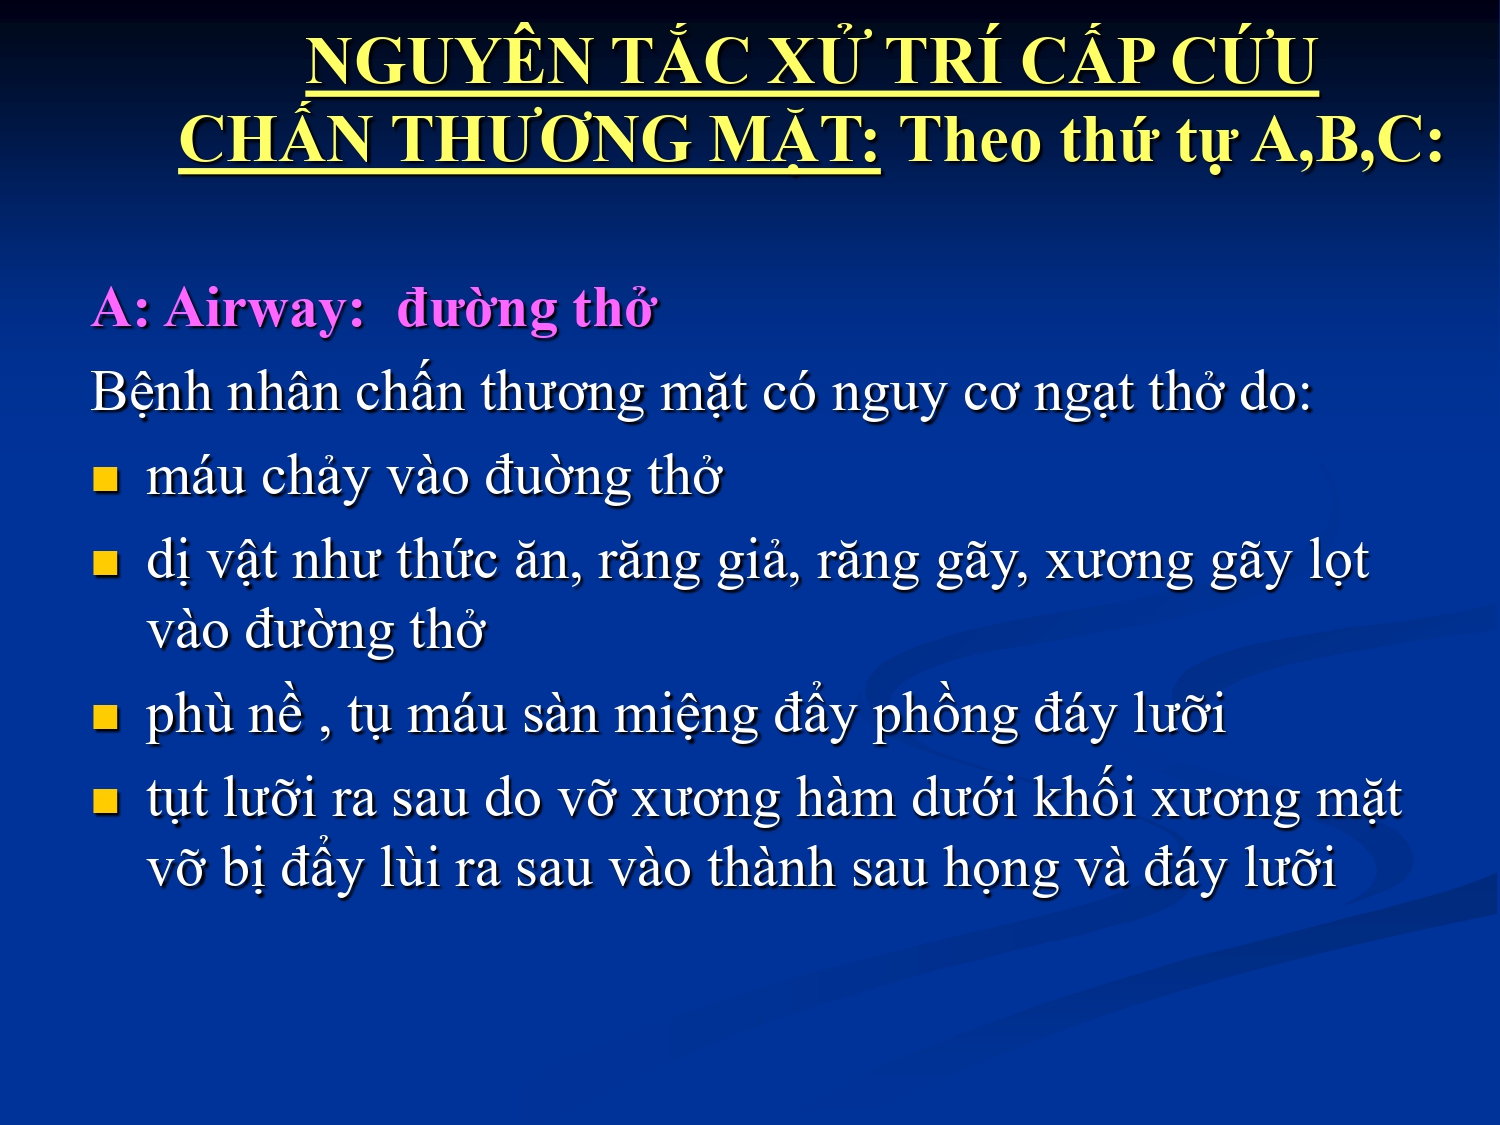 NGUYÊN TẮC XỬ TRÍ CẤP CỨU
CHẤN THƯƠNG MẶT: Theo thứ tự A,B,C:
A: Airway: đường thở
Bệnh nhân chấn thương mặt có nguy cơ ngạt thở do:
máu chảy vào đuờng thở
dị vật như thức ăn, răng giả, răng gãy, xương gãy lọt
vào đường thở
phù nề , tụ máu sàn miệng đẩy phồng đáy lưỡi
tụt lưỡi ra sau do vỡ xương hàm dưới khối xương mặt
vỡ bị đẩy lùi ra sau vào thành sau họng và đáy lưỡi